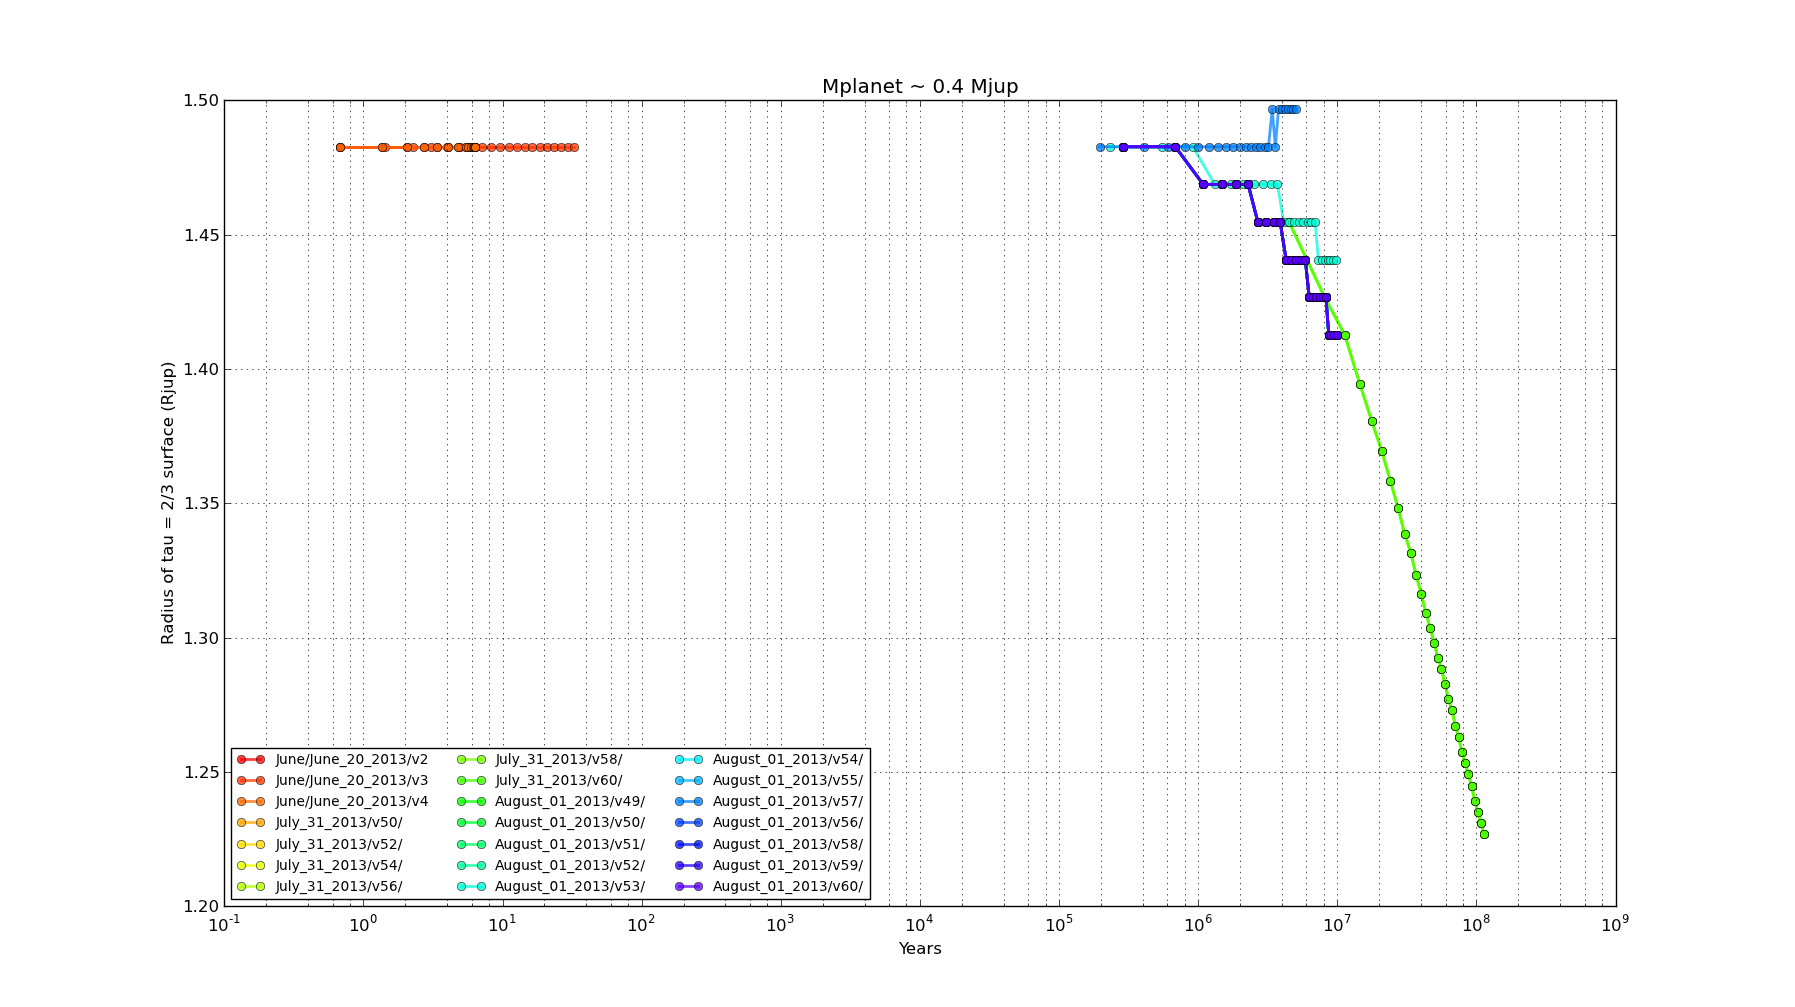 Mplanet ~ 0.4 Mjup
1.50
1.45
1.40
1.35
1.30
1.25
1.20
Radius of tau = 2/3 surface (Rjup)
June/June_20_2013/v2
June/June_20_2013/v3
June/June_20_2013/v4
July_31_2013/v50/
July_31_2013/v52/
July_31_2013/v54/
July_31_2013/v56/
July_31_2013/v58/
July_31_2013/v60/
August_01_2013/v49/
August_01_2013/v50/
August_01_2013/v51/
August_01_2013/v52/
August_01_2013/v53/
August_01_2013/v54/
August_01_2013/v55/
August_01_2013/v57/
August_01_2013/v56/
August_01_2013/v58/
August_01_2013/v59/
August_01_2013/v60/
10^-1 10^0 10^1 10^2 10^3 10^4 10^5 10^6 10^7 10^8 10^9
Years